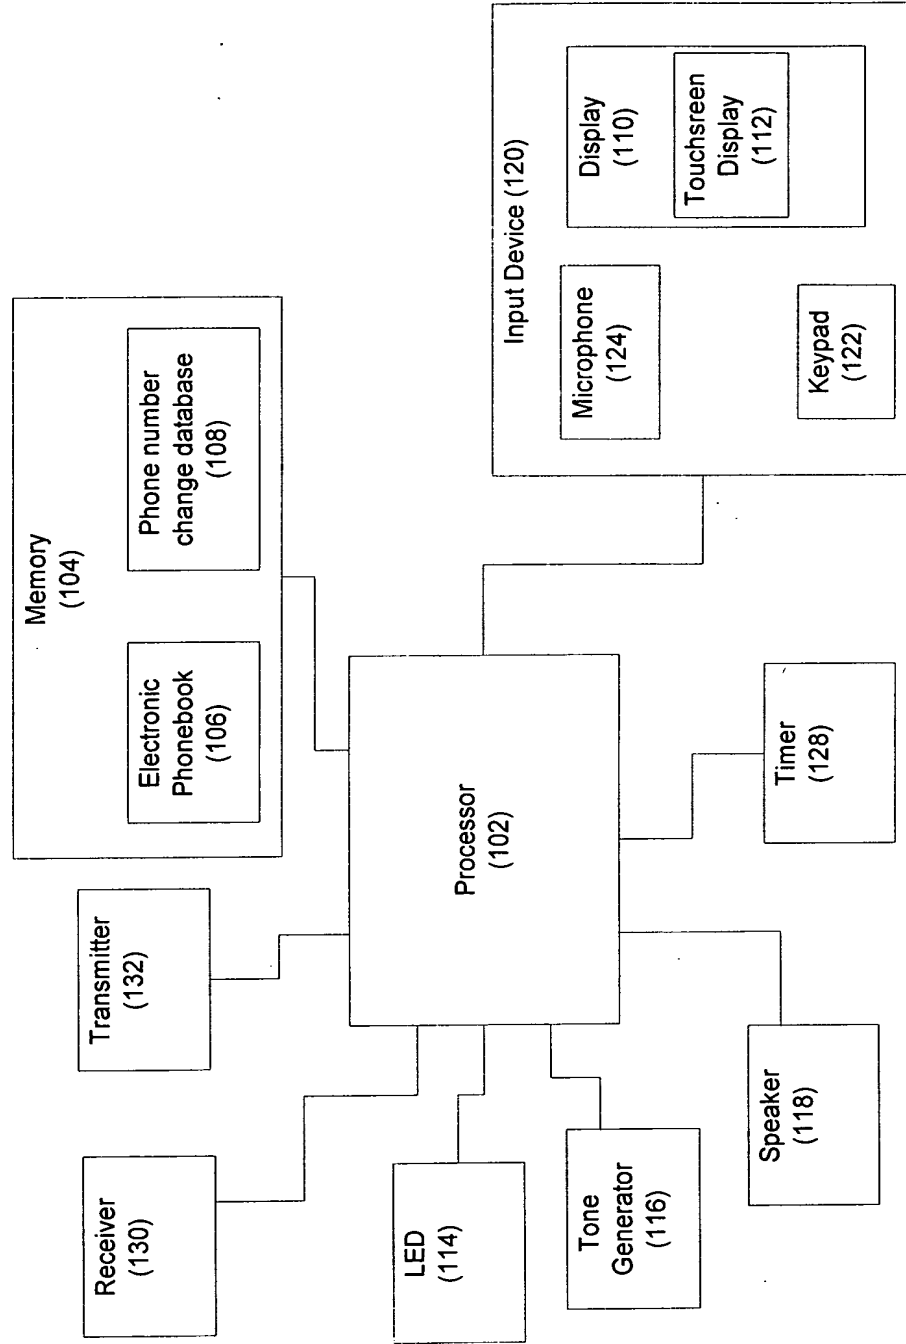 Receiver
(130)
Transmitter
(132)
Memory
(104)
Electronic
Phonebook
(106)
Phone number
change database
(108)
LED
(114)
Processor
(102)
Input Device (120)
Microphone
(124)
Display
(110)
Touchsreen
Display
(112)
Keypad
(122)
Tone
Generator
(116)
Speaker
(118)
Timer
(128)